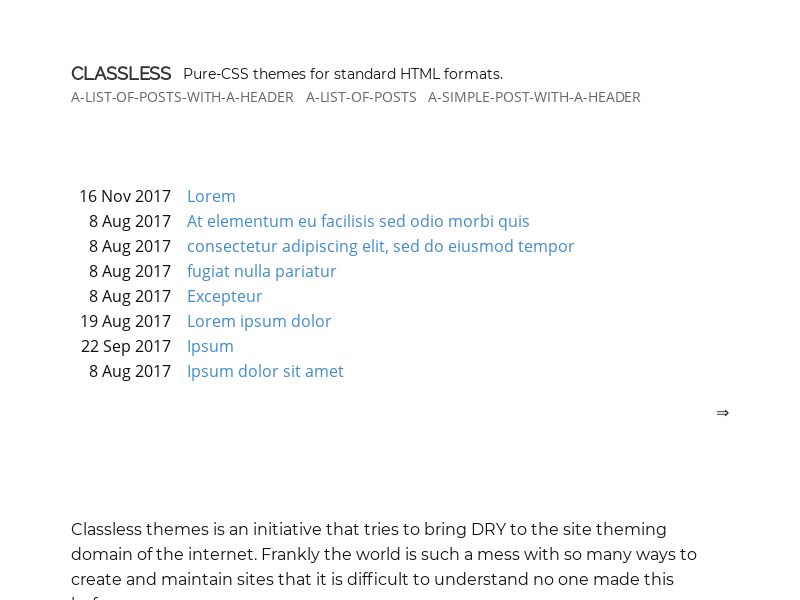 CLASSLESS Pure-CSS themes for standard HTML formats.
A-LIST-OF-POSTS-WITH-A-HEADER A-LIST-OF-POSTS A-SIMPLE-POST-WITH-A-HEADER
16 Nov 2017 Lorem
8 Aug 2017 At elementum eu facilisis sed odio morbi quis
8 Aug 2017 consectetur adipiscing elit, sed do eiusmod tempor
8 Aug 2017 fugiat nulla pariatur
8 Aug 2017 Excepteur
19 Aug 2017 Lorem ipsum dolor
22 Sep 2017 Ipsum
8 Aug 2017 Ipsum dolor sit amet
⇒
Classless themes is an initiative that tries to bring DRY to the site theming
domain of the internet. Frankly the world is such a mess with so many ways to
create and maintain sites that it is difficult to understand no one made this